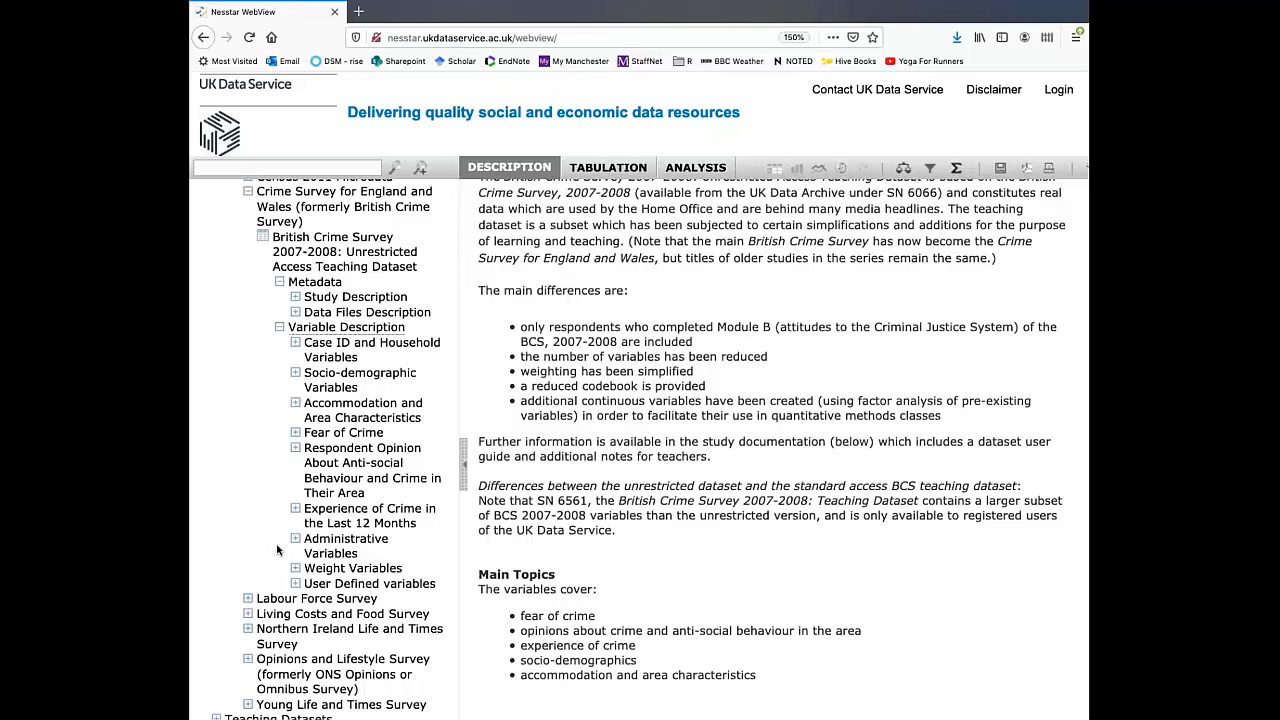 Nesstar WebView
nesstar.ukdataservice.ac.uk/webview/
150%
Most Visited Email DSM - rise Sharepoint Scholar EndNote My Manchester StaffNet R BBC Weather NOTED Hive Books Yoga For Runners
UK Data Service
Contact UK Data Service Disclaimer Login
Delivering quality social and economic data resources
DESCRIPTION TABULATION ANALYSIS
Census 2011 Microdata
Crime Survey for England and
Wales (formerly British Crime
Survey)
British Crime Survey
2007-2008: Unrestricted
Access Teaching Dataset
Metadata
Study Description
Data Files Description
Variable Description
Case ID and Household
Variables
Socio-demographic
Variables
Accommodation and
Area Characteristics
Fear of Crime
Respondent Opinion
About Anti-social
Behaviour and Crime in
Their Area
Experience of Crime in
the Last 12 Months
Administrative
Variables
Weight Variables
User Defined variables
Labour Force Survey
Living Costs and Food Survey
Northern Ireland Life and Times
Survey
Opinions and Lifestyle Survey
(formerly ONS Opinions or
Omnibus Survey)
Young Life and Times Survey
Teaching Datasets
Crime Survey, 2007-2008 (available from the UK Data Archive under SN 6066) and constitutes real
data which are used by the Home Office and are behind many media headlines. The teaching
dataset is a subset which has been subjected to certain simplifications and additions for the purpose
of learning and teaching. (Note that the main British Crime Survey has now become the Crime
Survey for England and Wales, but titles of older studies in the series remain the same.)
The main differences are:
• only respondents who completed Module B (attitudes to the Criminal Justice System) of the
BCS, 2007-2008 are included
• the number of variables has been reduced
• weighting has been simplified
• a reduced codebook is provided
• additional continuous variables have been created (using factor analysis of pre-existing
variables) in order to facilitate their use in quantitative methods classes
Further information is available in the study documentation (below) which includes a dataset user
guide and additional notes for teachers.
Differences between the unrestricted dataset and the standard access BCS teaching dataset:
Note that SN 6561, the British Crime Survey 2007-2008: Teaching Dataset contains a larger subset
of BCS 2007-2008 variables than the unrestricted version, and is only available to registered users
of the UK Data Service.
Main Topics
The variables cover:
• fear of crime
• opinions about crime and anti-social behaviour in the area
• experience of crime
• socio-demographics
• accommodation and area characteristics